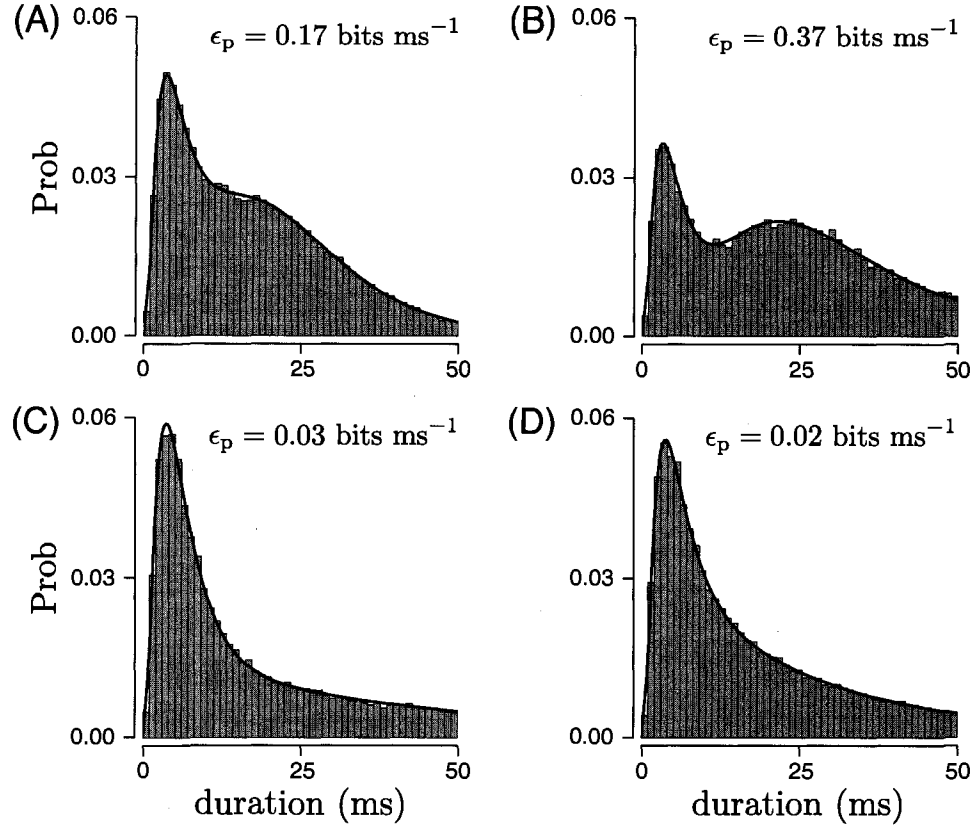 (A)
0.06
ϵp = 0.17 bits ms⁻¹
Prob
0.03
0.00
0
25
50
(B)
0.06
ϵp = 0.37 bits ms⁻¹
0.03
0.00
0
25
50
(C)
0.06
ϵp = 0.03 bits ms⁻¹
Prob
0.03
0.00
0
25
50
duration (ms)
(D)
0.06
ϵp = 0.02 bits ms⁻¹
0.03
0.00
0
25
50
duration (ms)